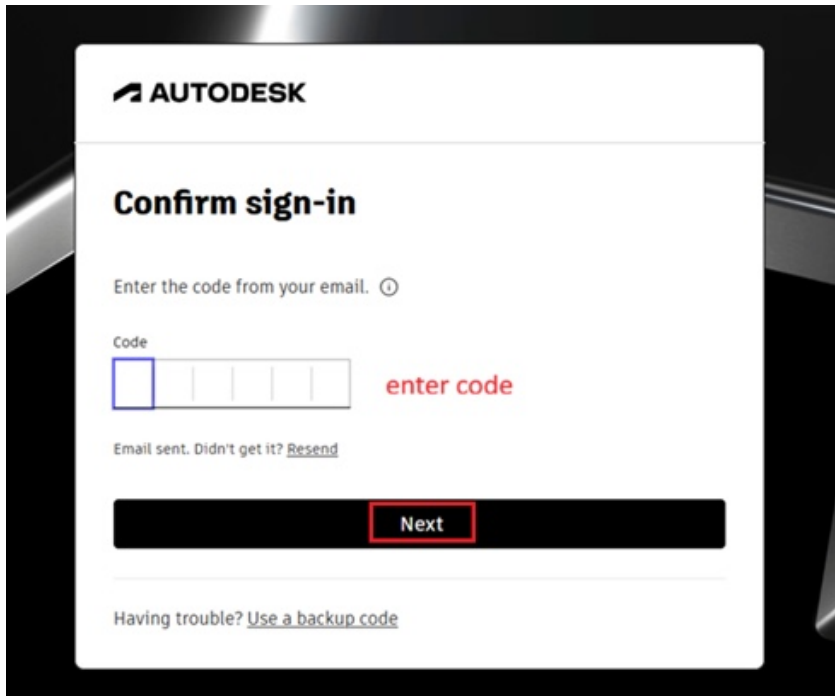 AUTODESK
Confirm sign-in
Enter the code from your email.
Code
enter code
Email sent. Didn't get it? Resend
Next
Having trouble? Use a backup code